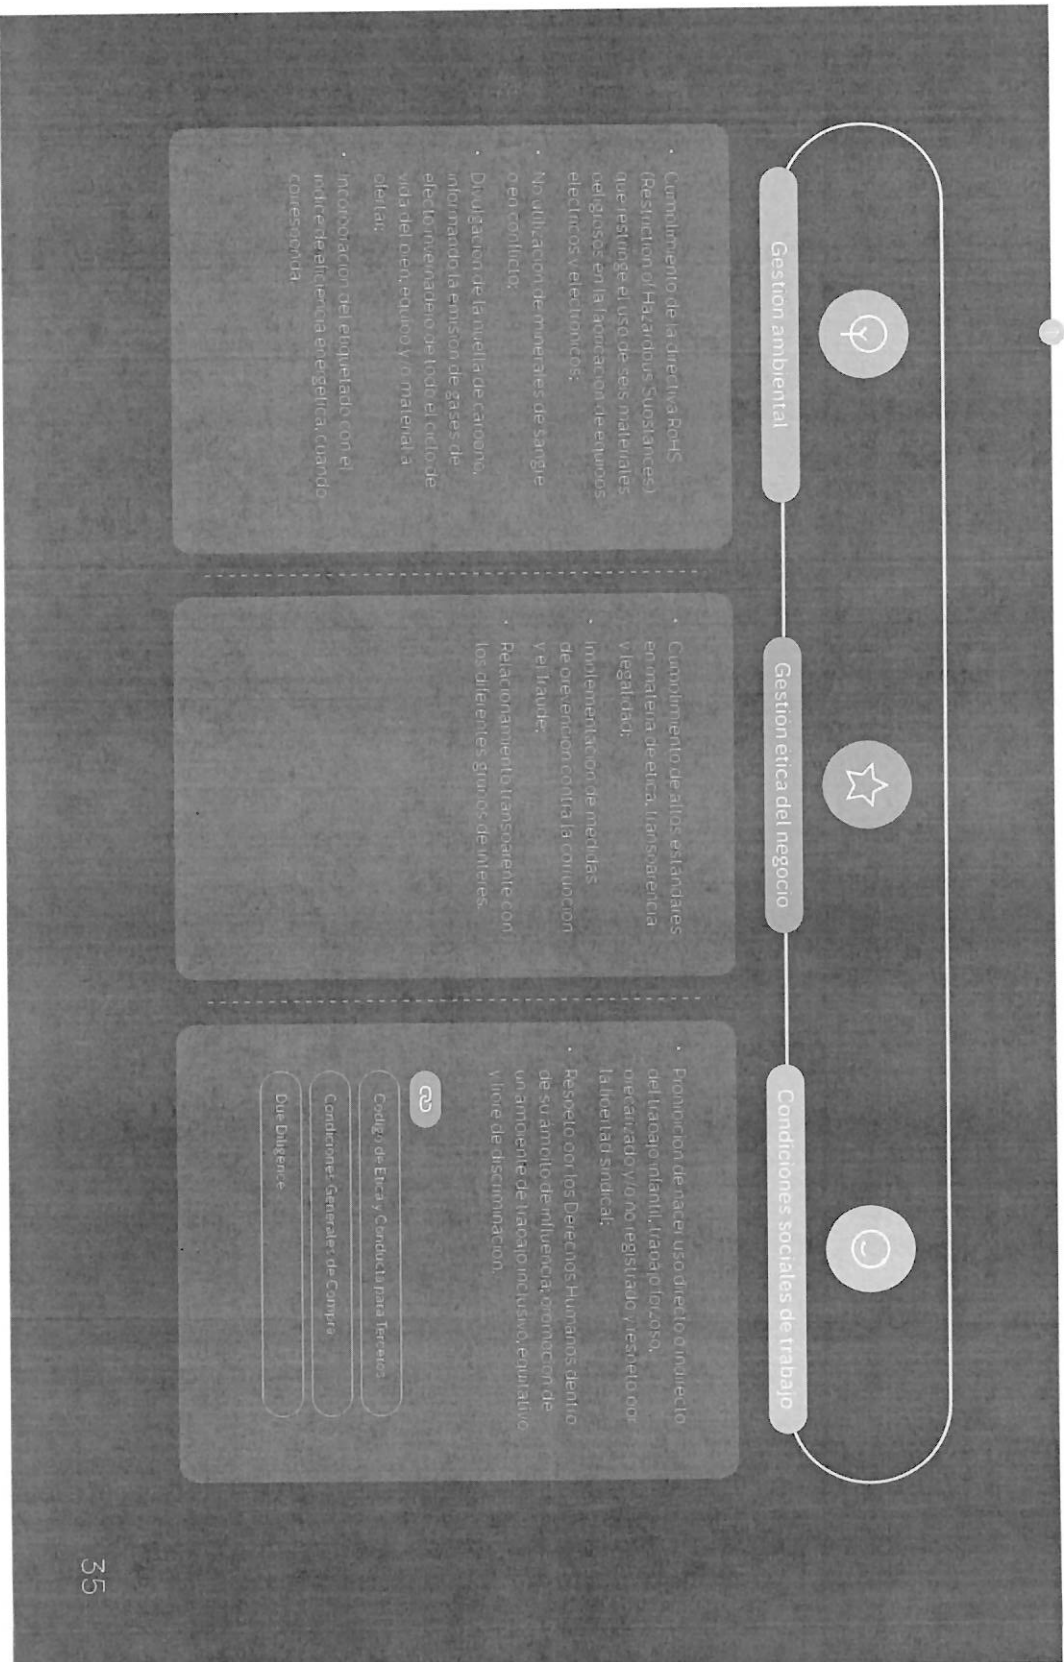 Gestión ambiental
• Cumplimiento de la directiva RoHS
(Restriction of Hazardous Substances)
que restringe el uso de seis materiales
peligrosos en la fabricación de equipos
eléctricos y electrónicos;
• No utilización de minerales de sangre
o en conflicto;
• Divulgación de la huella de carbono,
informando la emisión de gases de
efecto invernadero de todo el ciclo de
vida del bien, equipo y/o material a
ofertar;
• Incorporación del etiquetado con el
índice de eficiencia energética, cuando
corresponda.
Gestión ética del negocio
• Cumplimiento de altos estándares
en materia de ética, transparencia
y legalidad;
• Implementación de medidas
de prevención contra la corrupción
y el fraude;
• Relacionamiento transparente con
los diferentes grupos de interés.
Condiciones sociales de trabajo
• Prohibición de hacer uso directo o indirecto
del trabajo infantil, trabajo forzoso,
precarizado y/o no registrado y respeto por
la libertad sindical;
• Respeto por los Derechos Humanos dentro
de su ámbito de influencia, promoción de
un ambiente de trabajo inclusivo, equitativo
y libre de discriminación.
Código de Ética y Conducta para Terceros
Condiciones Generales de Compra
Due Diligence
35